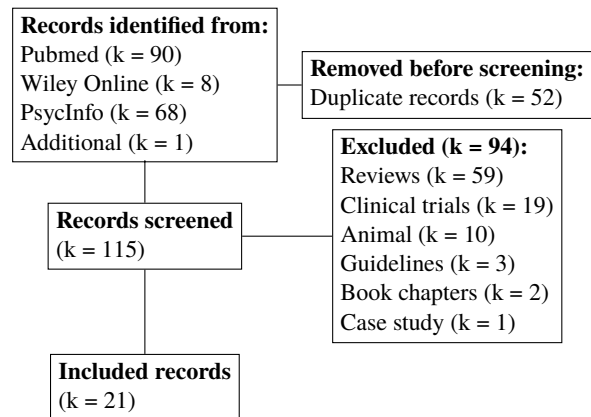 Records identified from:
Pubmed (k = 90)
Wiley Online (k = 8)
PsycInfo (k = 68)
Additional (k = 1)
Removed before screening:
Duplicate records (k = 52)
Records screened
(k = 115)
Excluded (k = 94):
Reviews (k = 59)
Clinical trials (k = 19)
Animal (k = 10)
Guidelines (k = 3)
Book chapters (k = 2)
Case study (k = 1)
Included records
(k = 21)